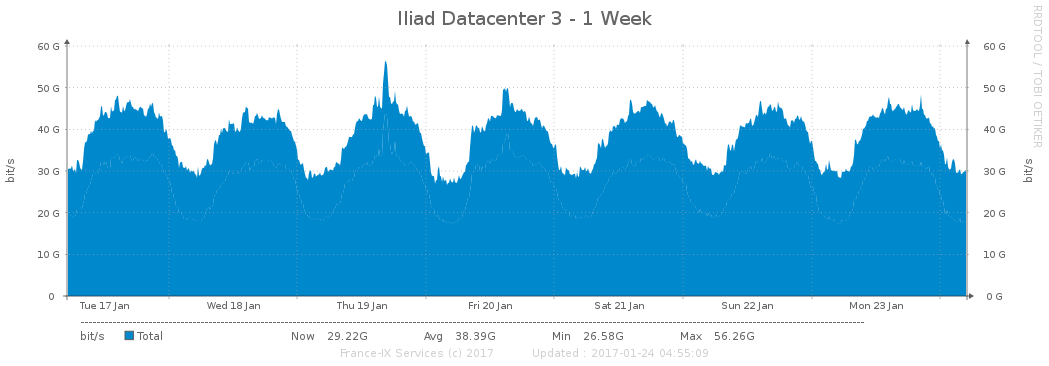 Iliad Datacenter 3 - 1 Week
RRDTOOL / TOBI OETIKER
60 G 60 G
50 G 50 G
40 G 40 G
30 G 30 G
20 G 20 G
10 G 10 G
0 0 G
bit/s bit/s
Tue 17 Jan Wed 18 Jan Thu 19 Jan Fri 20 Jan Sat 21 Jan Sun 22 Jan Mon 23 Jan
bit/s Total Now 29.22G Avg 38.39G Min 26.58G Max 56.26G
France-IX Services (c) 2017 Updated : 2017-01-24 04:55:09